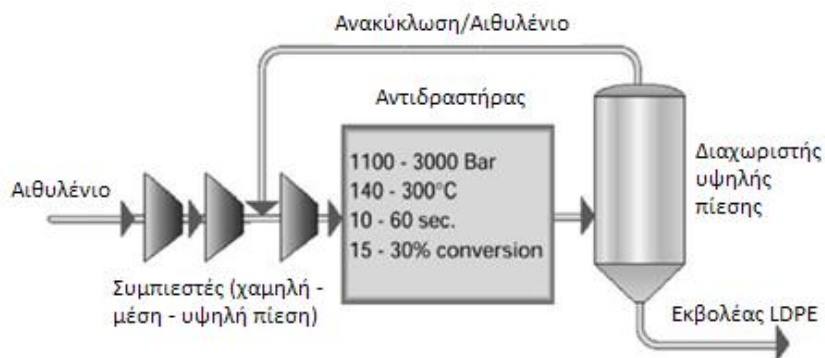 Ανακύκλωση/Αιθυλένιο
Αντιδραστήρας
1100 - 3000 Bar
140 - 300°C
10 - 60 sec.
15 - 30% conversion
Αιθυλένιο
Διαχωριστής
υψηλής
πίεσης
Συμπιεστές (χαμηλή -
μέση - υψηλή πίεση)
Εκβολέας LDPE